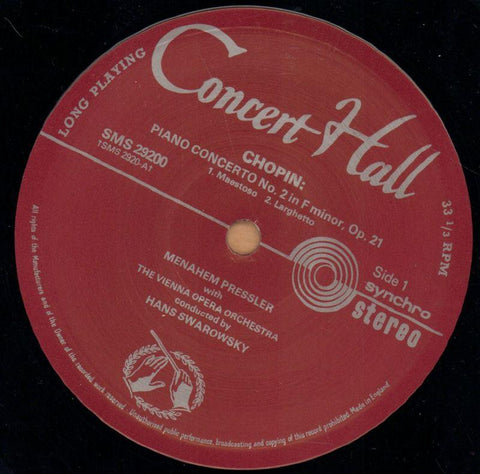 LONG PLAYING
Concert Hall
33 1/3 RPM
SMS 29200
1SMS 2920-A1
CHOPIN:
PIANO CONCERTO No. 2 in F minor, Op. 21
1. Maestoso 2. Larghetto
Side 1
synchro
stereo
MENAHEM PRESSLER
with
THE VIENNA OPERA ORCHESTRA
conducted by
HANS SWAROWSKY
All rights of the Manufacturers and of the Owner of the recorded work reserved. Unauthorised public performance, broadcasting and copying of this record prohibited Made in England